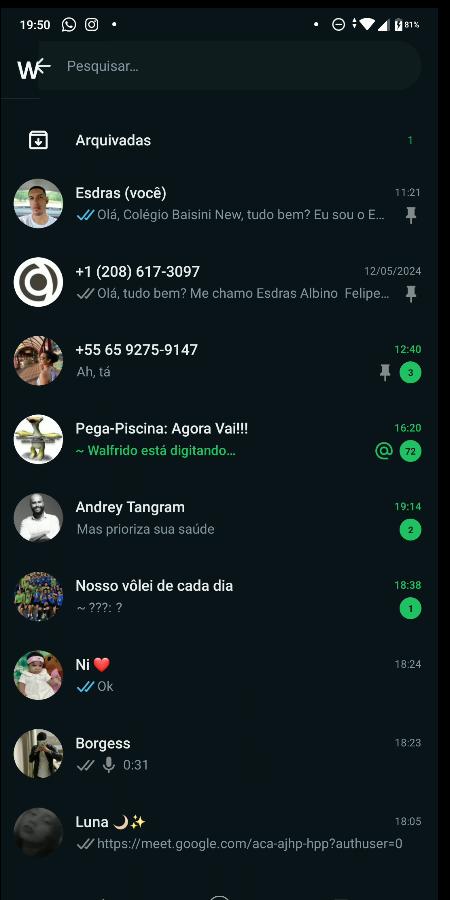 19:50 81%
W Pesquisar...
Arquivadas 1
Esdras (você) 11:21
Olá, Colégio Baisini New, tudo bem? Eu sou o E...
+1 (208) 617-3097 12/05/2024
Olá, tudo bem? Me chamo Esdras Albino Felipe...
+55 65 9275-9147 12:40
Ah, tá 3
Pega-Piscina: Agora Vai!!! 16:20
~ Walfrido está digitando... @ 72
Andrey Tangram 19:14
Mas prioriza sua saúde 2
Nosso vôlei de cada dia 18:38
~ ???: ? 1
Ni ❤️ 18:24
Ok
Borgess 18:23
0:31
Luna 🌙✨ 18:05
https://meet.google.com/aca-ajhp-hpp?authuser=0